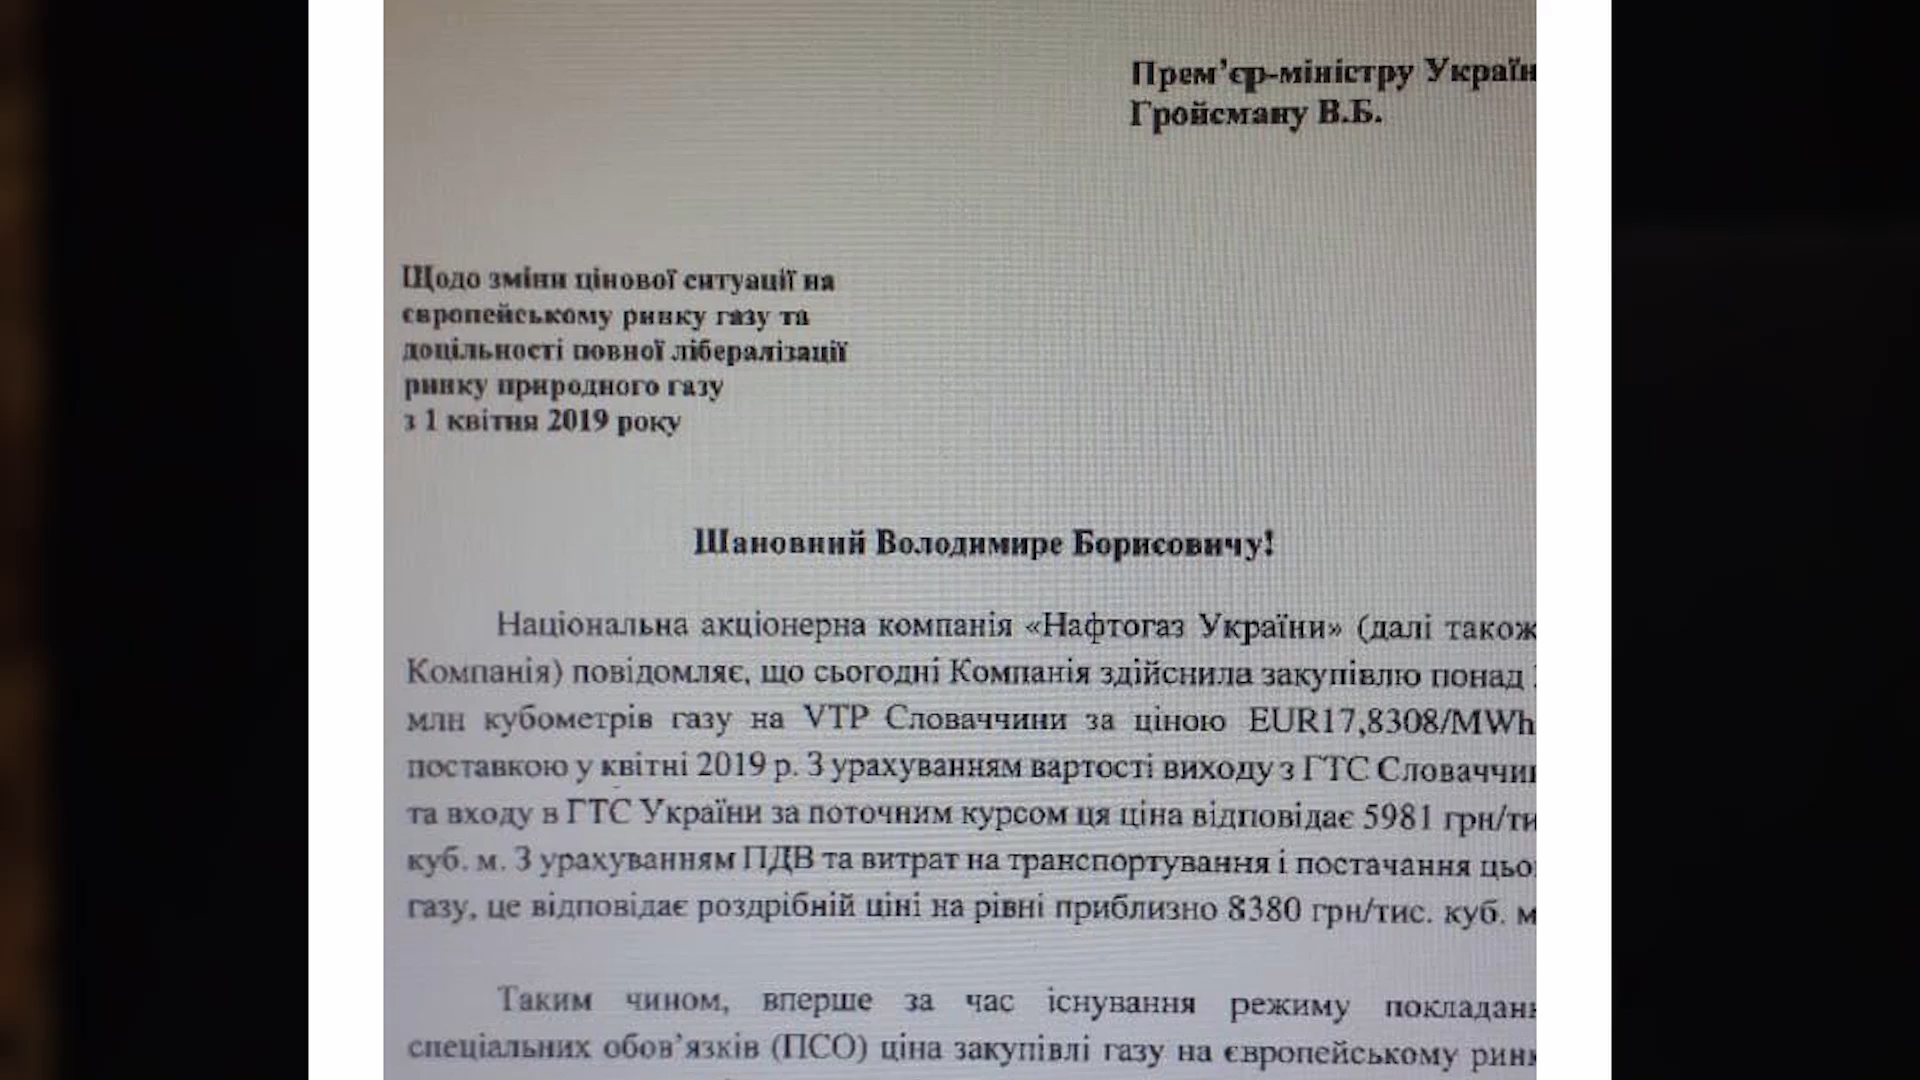 Прем’єр-міністру Україн
Гройсману В.Б.
Щодо зміни цінової ситуації на
європейському ринку газу та
доцільності повної лібералізації
ринку природного газу
з 1 квітня 2019 року
Шановний Володимире Борисовичу!
Національна акціонерна компанія «Нафтогаз України» (далі також
Компанія) повідомляє, що сьогодні Компанія здійснила закупівлю понад
млн кубометрів газу на VTP Словаччини за ціною EUR17,8308/MWh
поставкою у квітні 2019 р. З урахуванням вартості виходу з ГТС Словаччин
та входу в ГТС України за поточним курсом ця ціна відповідає 5981 грн/ти
куб. м. З урахуванням ПДВ та витрат на транспортування і постачання цьо
газу, це відповідає роздрібній ціні на рівні приблизно 8380 грн/тис. куб. м
Таким чином, вперше за час існування режиму покладанн
спеціальних обов’язків (ПСО) ціна закупівлі газу на європейському ринк